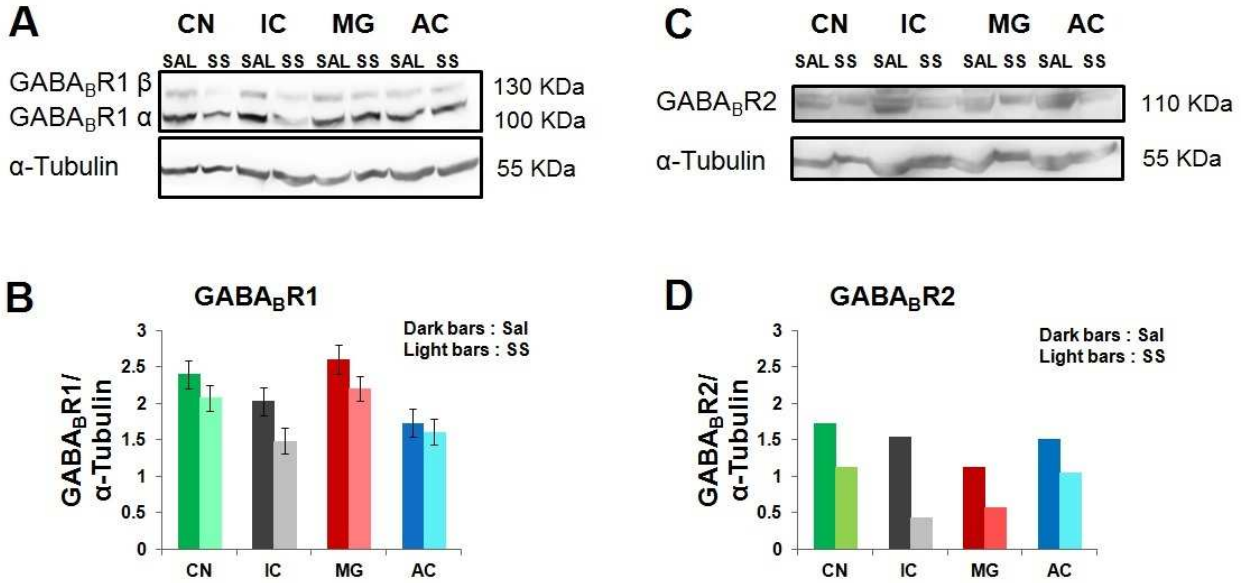 A
CN IC MG AC
SAL SS SAL SS SAL SS SAL SS
GABABR1 β 130 KDa
GABABR1 α 100 KDa
α-Tubulin 55 KDa
C
CN IC MG AC
SAL SS SAL SS SAL SS SAL SS
GABABR2 110 KDa
α-Tubulin 55 KDa
B
GABABR1
Dark bars : Sal
Light bars : SS
GABABR1/
α-Tubulin
3
2.5
2
1.5
1
0.5
0
CN IC MG AC
D
GABABR2
Dark bars : Sal
Light bars : SS
GABABR2/
α-Tubulin
3
2.5
2
1.5
1
0.5
0
CN IC MG AC